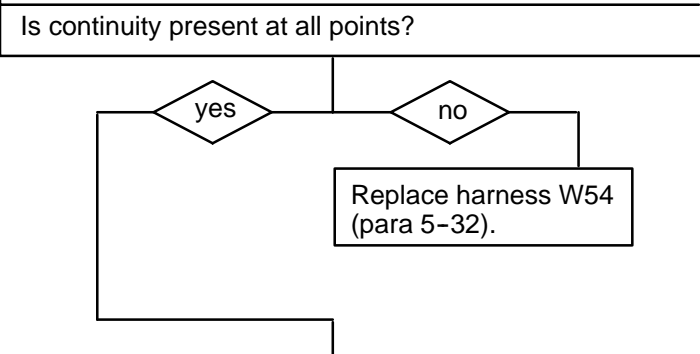 Is continuity present at all points?
yes
no
Replace harness W54
(para 5-32).